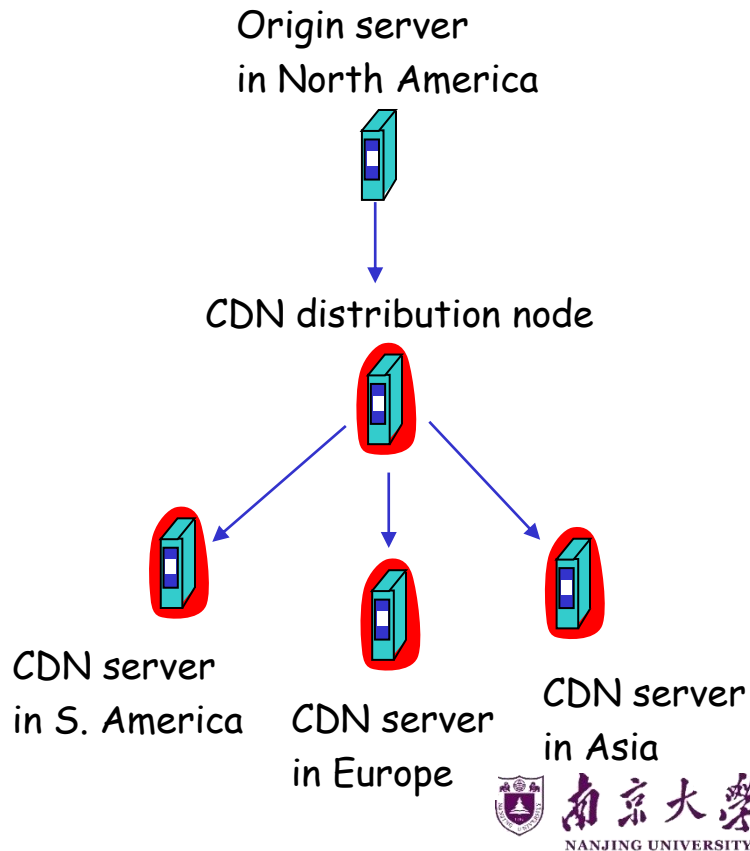 Origin server
in North America
CDN distribution node
CDN server
in S. America
CDN server
in Europe
CDN server
in Asia
南京大學
NANJING UNIVERSITY